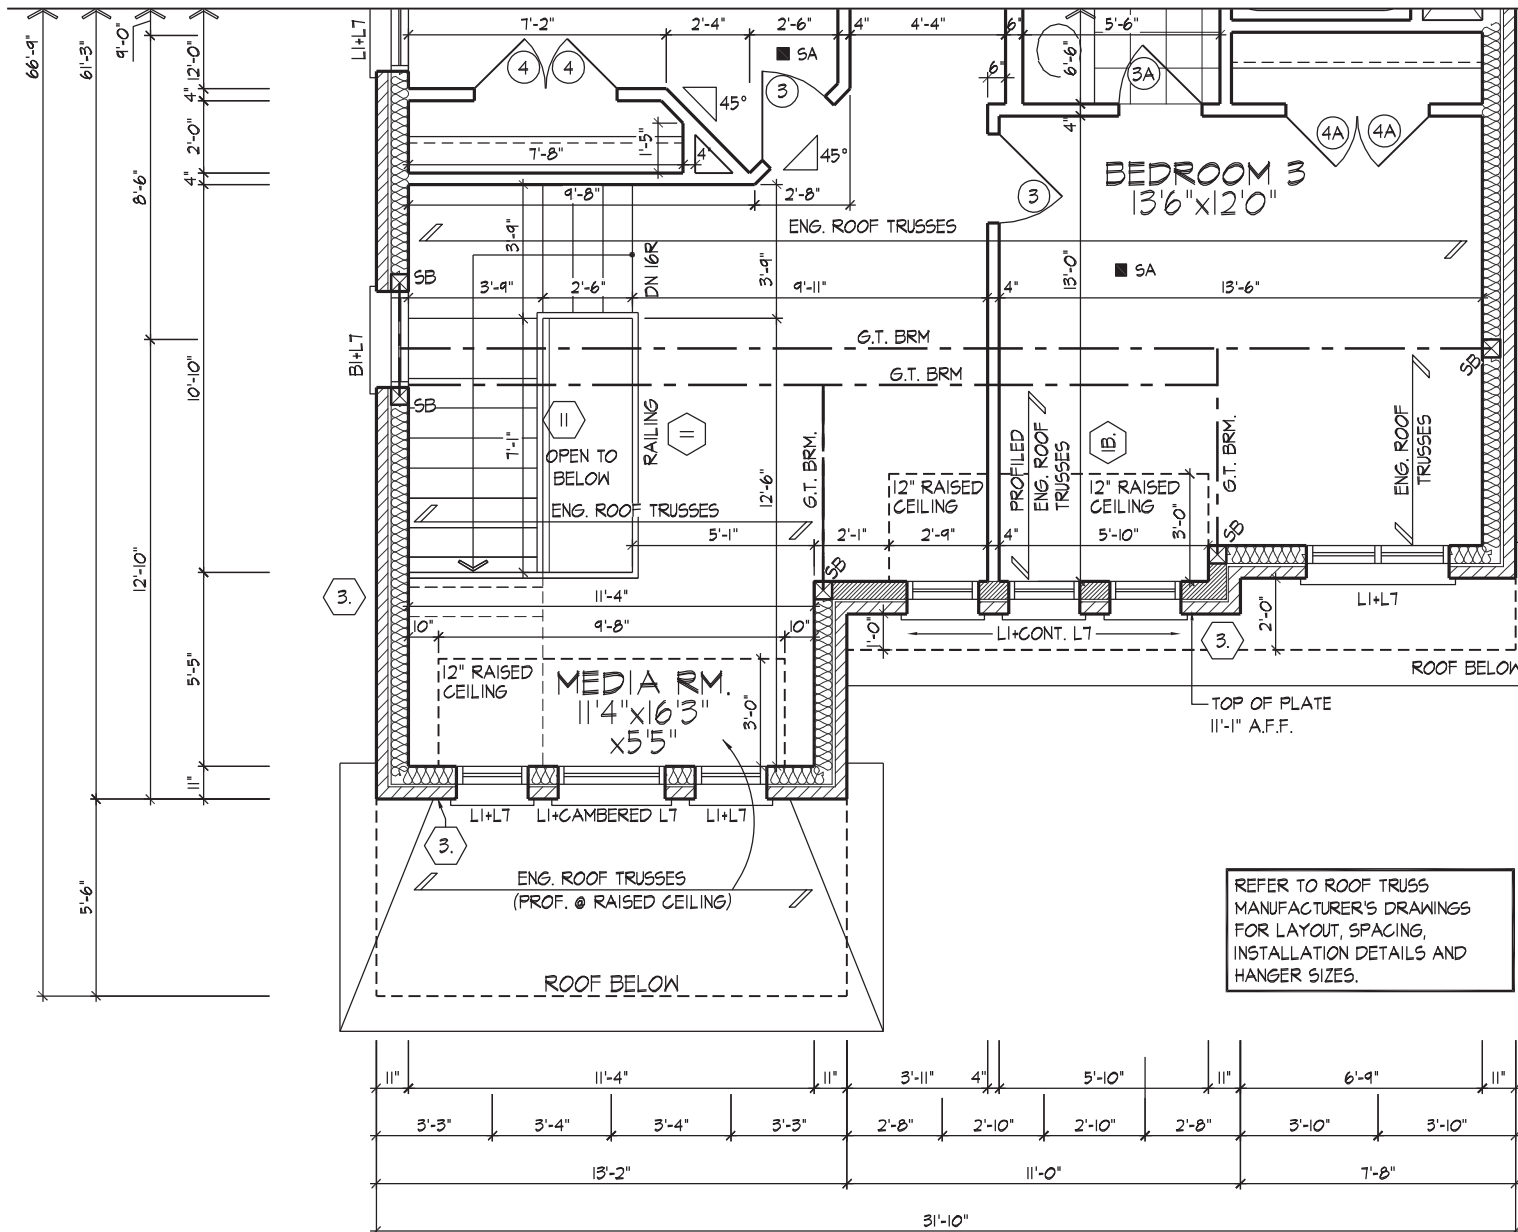 7'-2"
2'-4"
2'-6"
4"
4'-4"
6"
5'-6"
66'-9"
61'-3"
9'-0"
12'-0"
L1+L7
4
4
SA
6'-6"
3A
6"
3
4"
45°
4"
4A
4A
2'-0"
1'-5"
7'-8"
4"
45°
4"
8'-6"
9'-8"
2'-8"
3
BEDROOM 3
13'6"x12'0"
ENG. ROOF TRUSSES
3'-9"
DN 16R
3'-9"
13'-0"
SA
SB
3'-9"
2'-6"
9'-11"
4"
13'-6"
B1+L7
G.T. BRM
G.T. BRM
SB
10'-10"
SB
11
RAILING
11
7'-1"
OPEN TO
BELOW
G.T. BRM.
PROFILED
ENG. ROOF
TRUSSES
1B.
G.T. BRM.
ENG. ROOF
TRUSSES
12'-6"
12" RAISED
CEILING
12" RAISED
CEILING
3'-0"
ENG. ROOF TRUSSES
5'-1"
2'-1"
2'-9"
4"
5'-10"
SB
SB
12'-10"
3.
11'-4"
L1+L7
10"
9'-8"
10"
1'-0"
L1+CONT. L7
3.
2'-0"
5'-5"
12" RAISED
CEILING
MEDIA RM.
11'4"x16'3"
x5'5"
3'-0"
ROOF BELOW
TOP OF PLATE
11'-1" A.F.F.
11"
L1+L7
L1+CAMBERED L7
L1+L7
3.
5'-6"
ENG. ROOF TRUSSES
(PROF. @ RAISED CEILING)
REFER TO ROOF TRUSS
MANUFACTURER'S DRAWINGS
FOR LAYOUT, SPACING,
INSTALLATION DETAILS AND
HANGER SIZES.
ROOF BELOW
11"
11'-4"
11"
3'-11"
4"
5'-10"
11"
6'-9"
11"
3'-3"
3'-4"
3'-4"
3'-3"
2'-8"
2'-10"
2'-10"
2'-8"
3'-10"
3'-10"
13'-2"
11'-0"
7'-8"
31'-10"